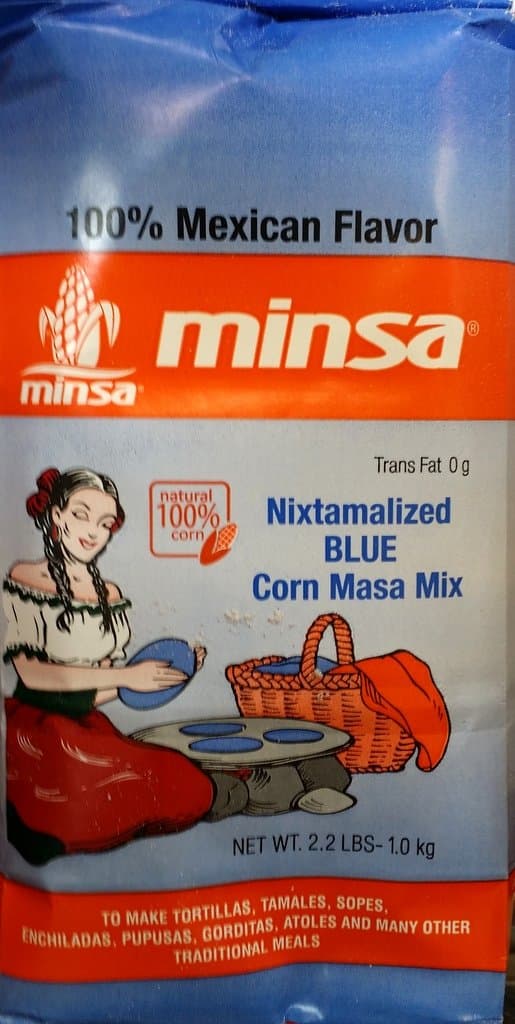 100% Mexican Flavor
minsa
minsa®
Trans Fat 0 g
natural
100%
corn
Nixtamalized
BLUE
Corn Masa Mix
NET WT. 2.2 LBS- 1.0 kg
TO MAKE TORTILLAS, TAMALES, SOPES,
ENCHILADAS, PUPUSAS, GORDITAS, ATOLES AND MANY OTHER
TRADITIONAL MEALS